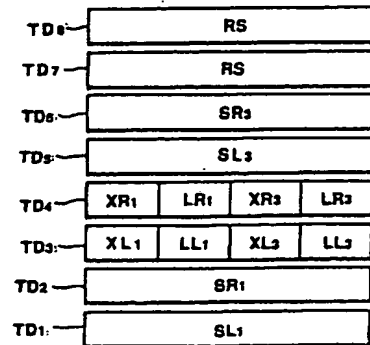 TD8 RS
TD7 RS
TD6 SR3
TD5 SL3
TD4 XR1 LR1 XR3 LR3
TD3 XL1 LL1 XL3 LL3
TD2 SR1
TD1 SL1